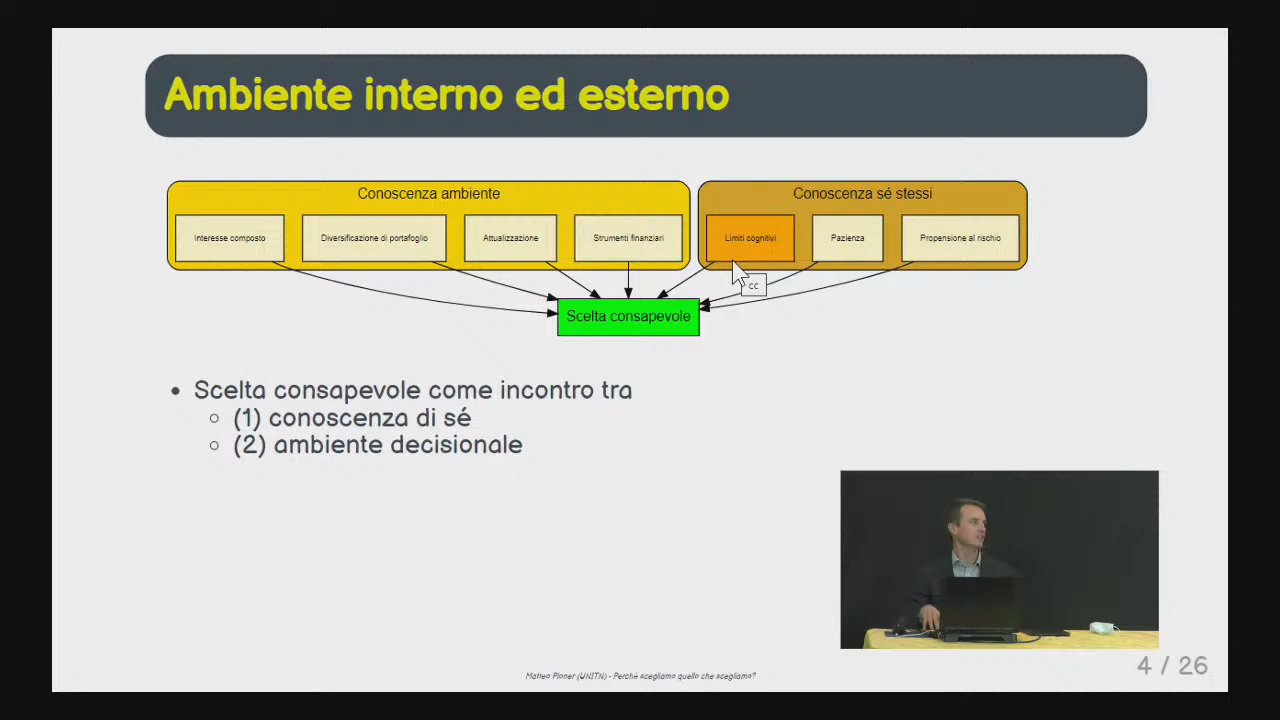 Ambiente interno ed esterno
Conoscenza ambiente
Conoscenza sé stessi
Interesse composto
Diversificazione di portafoglio
Attualizzazione
Strumenti finanziari
Limiti cognitivi
Pazienza
Propensione al rischio
cc
Scelta consapevole
Scelta consapevole come incontro tra
(1) conoscenza di sé
(2) ambiente decisionale
4 / 26
Matteo Ploner (UNITN) - Perché scegliamo quello che scegliamo?